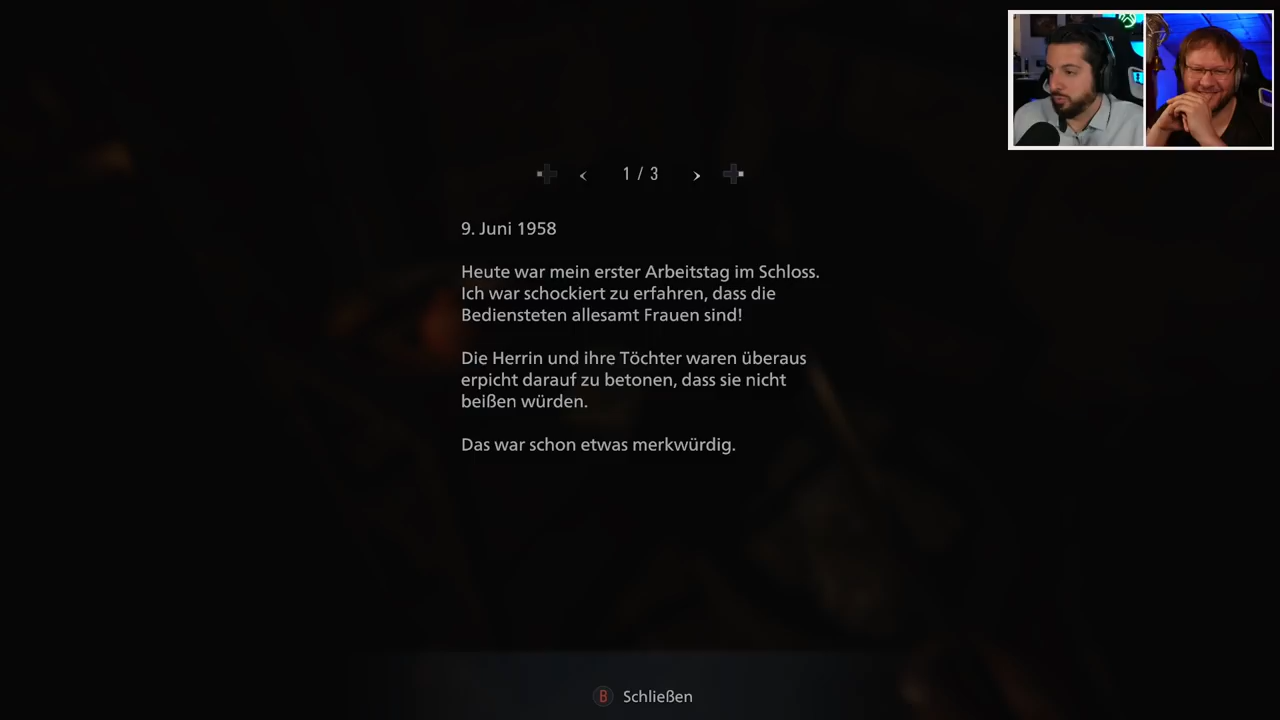 1 / 3
9. Juni 1958
Heute war mein erster Arbeitstag im Schloss.
Ich war schockiert zu erfahren, dass die
Bediensteten allesamt Frauen sind!
Die Herrin und ihre Töchter waren überaus
erpicht darauf zu betonen, dass sie nicht
beißen würden.
Das war schon etwas merkwürdig.
B Schließen